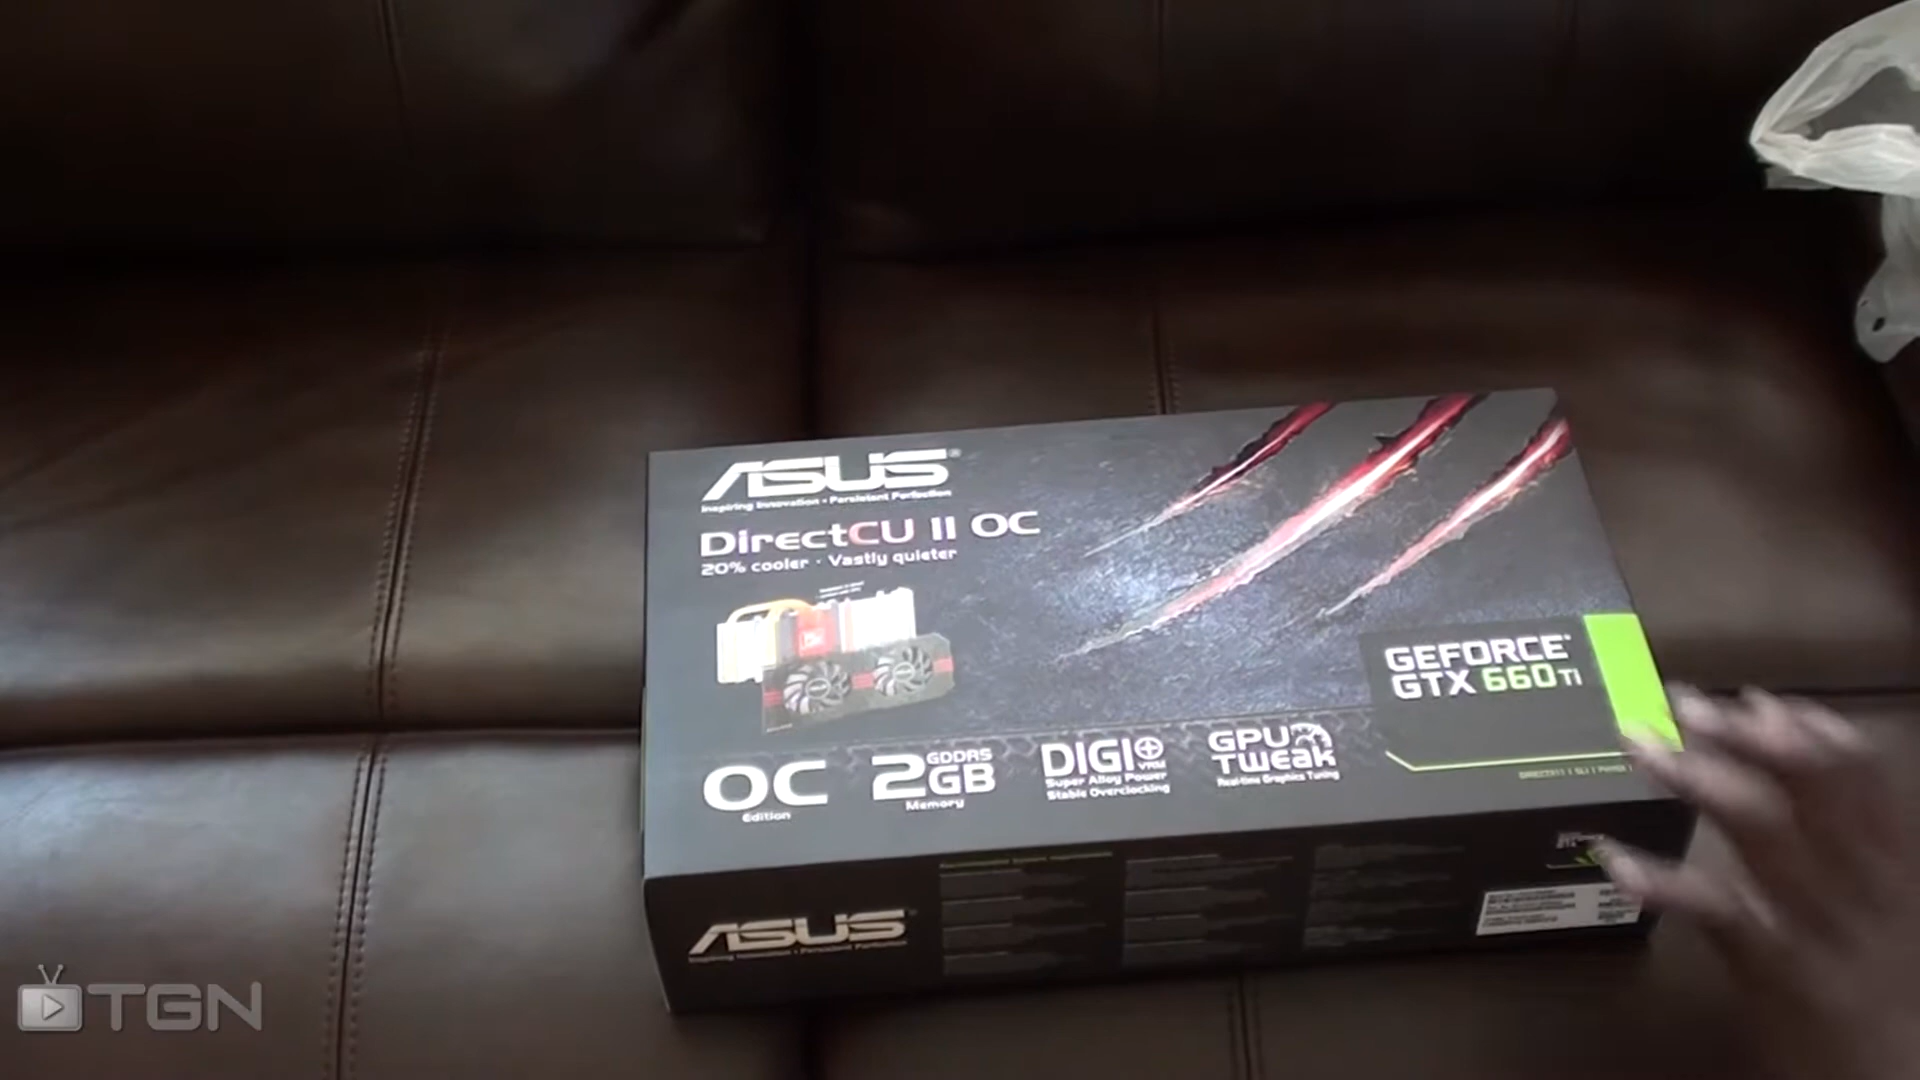 ASUS
Inspiring Innovation • Persistent Perfection
DirectCU II OC
20% cooler • Vastly quieter
GEFORCE
GTX 660 Ti
OC
Edition
2GB
GDDR5
Memory
DIGI+
VRM
Super Alloy Power
Stable Overclocking
GPU
Tweak
Real-time Graphics Tuning
ASUS
Inspiring Innovation • Persistent Perfection
TGN